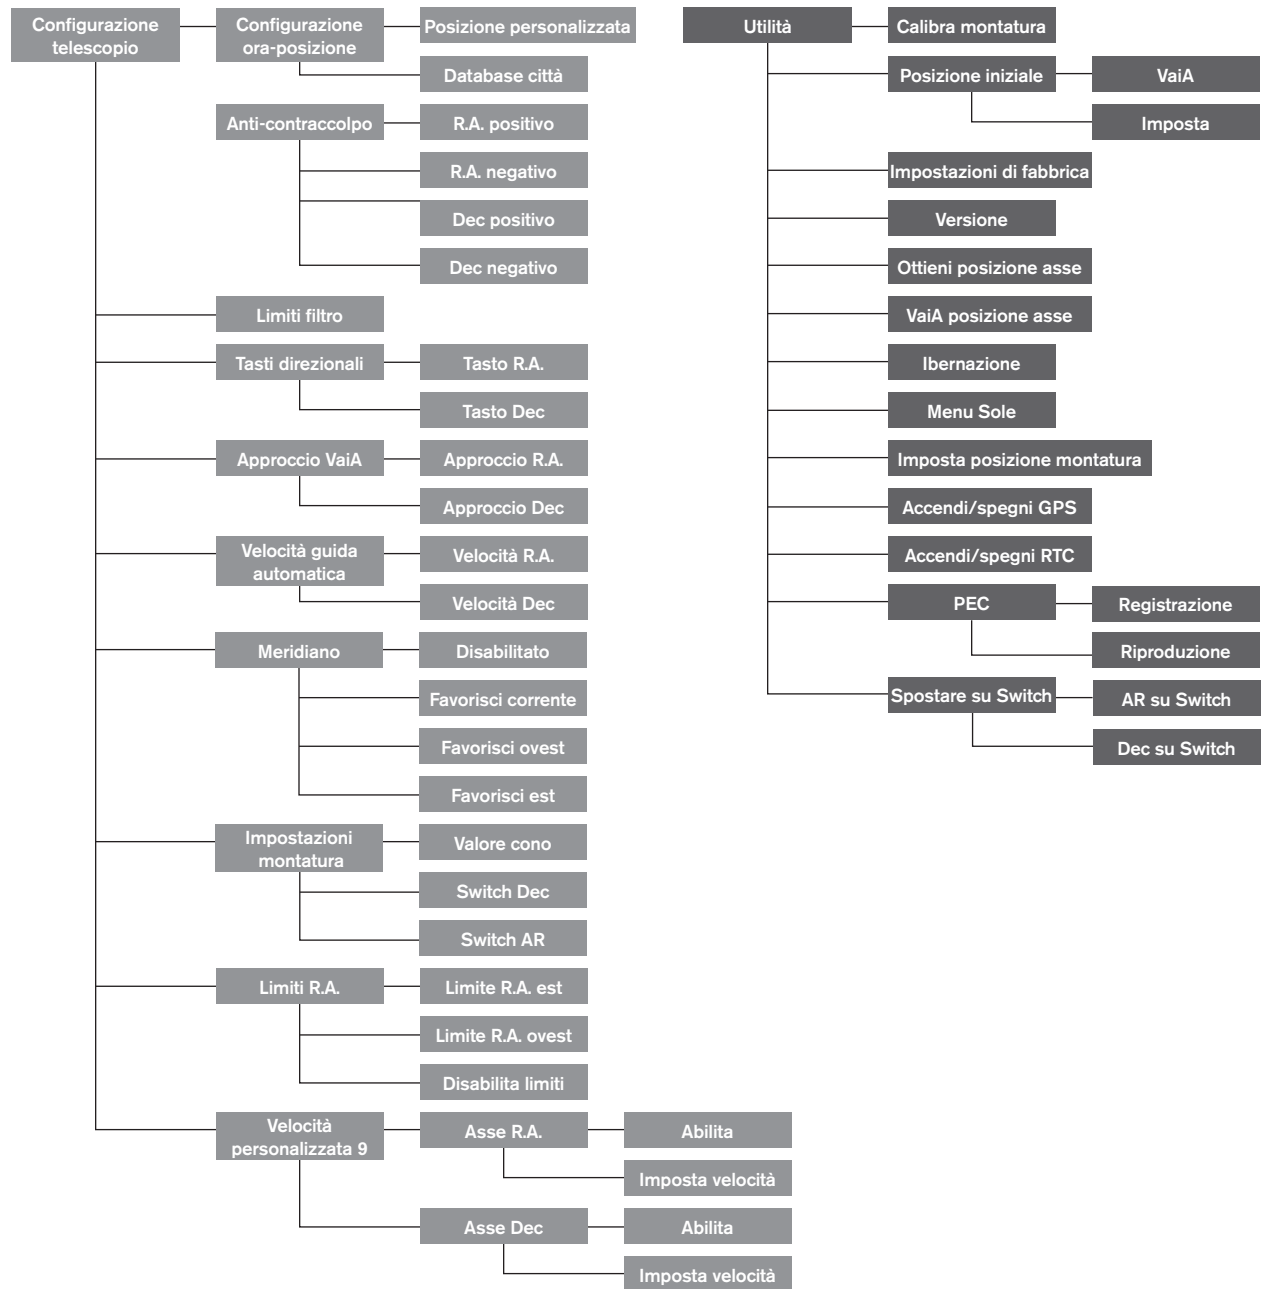 Configurazione
telescopio
Configurazione
ora-posizione
Posizione personalizzata
Database città
Anti-contraccolpo
R.A. positivo
R.A. negativo
Dec positivo
Dec negativo
Limiti filtro
Tasti direzionali
Tasto R.A.
Tasto Dec
Approccio VaiA
Approccio R.A.
Approccio Dec
Velocità guida
automatica
Velocità R.A.
Velocità Dec
Meridiano
Disabilitato
Favorisci corrente
Favorisci ovest
Favorisci est
Impostazioni
montatura
Valore cono
Switch Dec
Switch AR
Limiti R.A.
Limite R.A. est
Limite R.A. ovest
Disabilita limiti
Velocità
personalizzata 9
Asse R.A.
Abilita
Imposta velocità
Asse Dec
Abilita
Imposta velocità
Utilità
Calibra montatura
Posizione iniziale
VaiA
Imposta
Impostazioni di fabbrica
Versione
Ottieni posizione asse
VaiA posizione asse
Ibernazione
Menu Sole
Imposta posizione montatura
Accendi/spegni GPS
Accendi/spegni RTC
PEC
Registrazione
Riproduzione
Spostare su Switch
AR su Switch
Dec su Switch